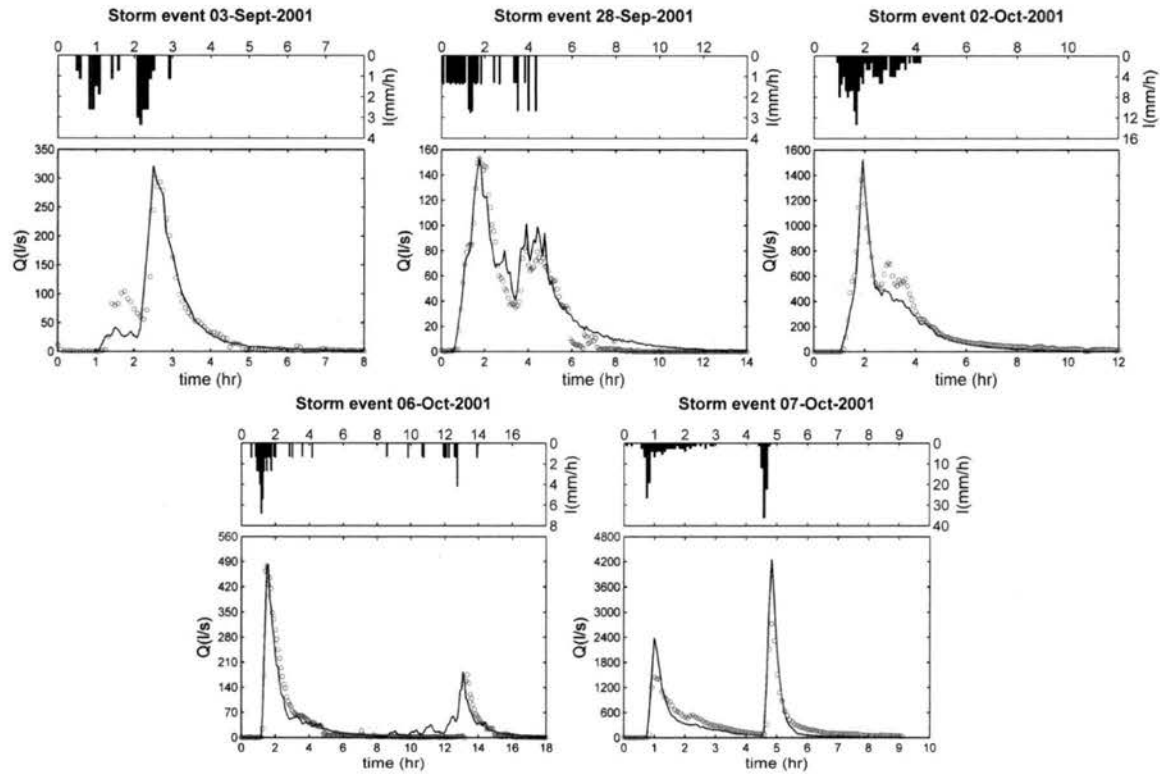 Storm event 03-Sept-2001
0 1 2 3 4 5 6 7
0
1
2
3
4
I(mm/h)
350
300
250
200
150
100
50
0
Q(l/s)
0 1 2 3 4 5 6 7 8
time (hr)
Storm event 28-Sep-2001
0 2 4 6 8 10 12
0
1
2
3
4
I(mm/h)
160
140
120
100
80
60
40
20
0
Q(l/s)
0 2 4 6 8 10 12 14
time (hr)
Storm event 02-Oct-2001
0 2 4 6 8 10
0
4
8
12
16
I(mm/h)
1600
1400
1200
1000
800
600
400
200
0
Q(l/s)
0 2 4 6 8 10 12
time (hr)
Storm event 06-Oct-2001
0 2 4 6 8 10 12 14 16
0
2
4
6
8
I(mm/h)
560
490
420
350
280
210
140
70
0
Q(l/s)
0 2 4 6 8 10 12 14 16 18
time (hr)
Storm event 07-Oct-2001
0 1 2 3 4 5 6 7 8 9
0
10
20
30
40
I(mm/h)
4800
4200
3600
3000
2400
1800
1200
600
0
Q(l/s)
0 1 2 3 4 5 6 7 8 9 10
time (hr)